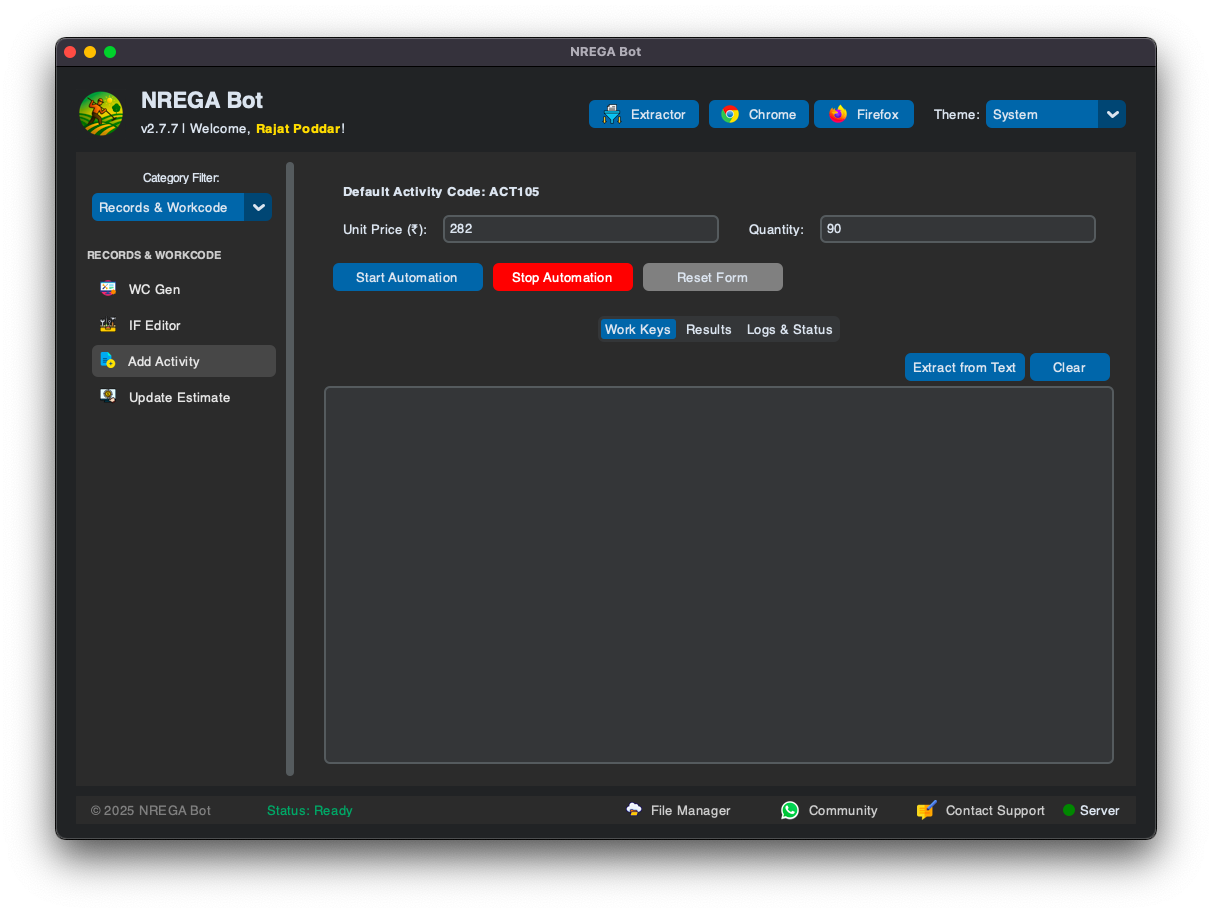 NREGA Bot
NREGA Bot
v2.7.7 | Welcome, Rajat Poddar!
Extractor
Chrome
Firefox
Theme:
System
Category Filter:
Records & Workcode
RECORDS & WORKCODE
WC Gen
IF Editor
Add Activity
Update Estimate
Default Activity Code: ACT105
Unit Price (₹):
282
Quantity:
90
Start Automation
Stop Automation
Reset Form
Work Keys
Results
Logs & Status
Extract from Text
Clear
© 2025 NREGA Bot
Status: Ready
File Manager
Community
Contact Support
Server